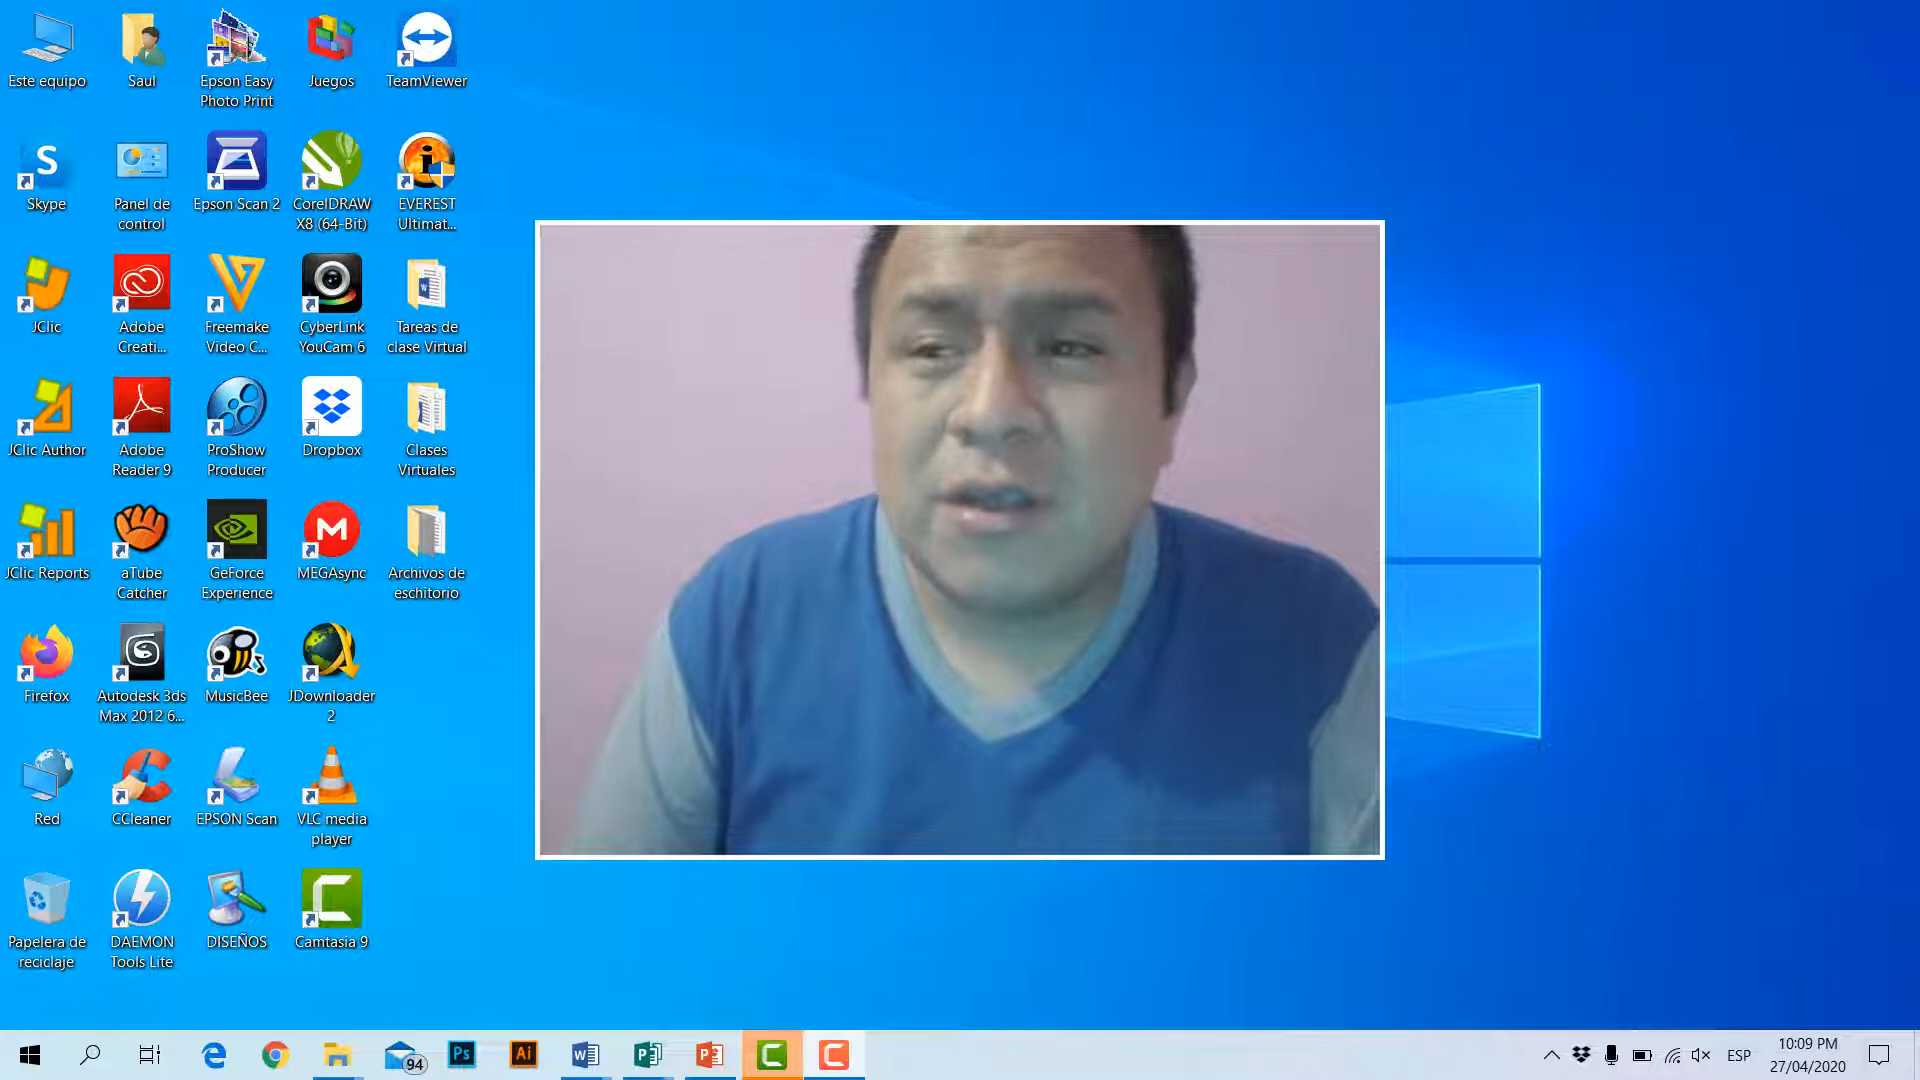 Este equipo
Saul
Epson Easy
Photo Print
Juegos
TeamViewer
S
Skype
Panel de
control
Epson Scan 2
CorelDRAW
X8 (64-Bit)
i
EVEREST
Ultimat...
JClic
Adobe
Creati...
Freemake
Video C...
CyberLink
YouCam 6
Tareas de
clase Virtual
JClic Author
Adobe
Reader 9
ProShow
Producer
Dropbox
Clases
Virtuales
JClic Reports
aTube
Catcher
GeForce
Experience
M
MEGAsync
Archivos de
eschitorio
Firefox
Autodesk 3ds
Max 2012 6...
MusicBee
JDownloader
2
Red
CCleaner
EPSON Scan
VLC media
player
Papelera de
reciclaje
DAEMON
Tools Lite
DISEÑOS
Camtasia 9
94
Ps
Ai
ESP
10:09 PM
27/04/2020